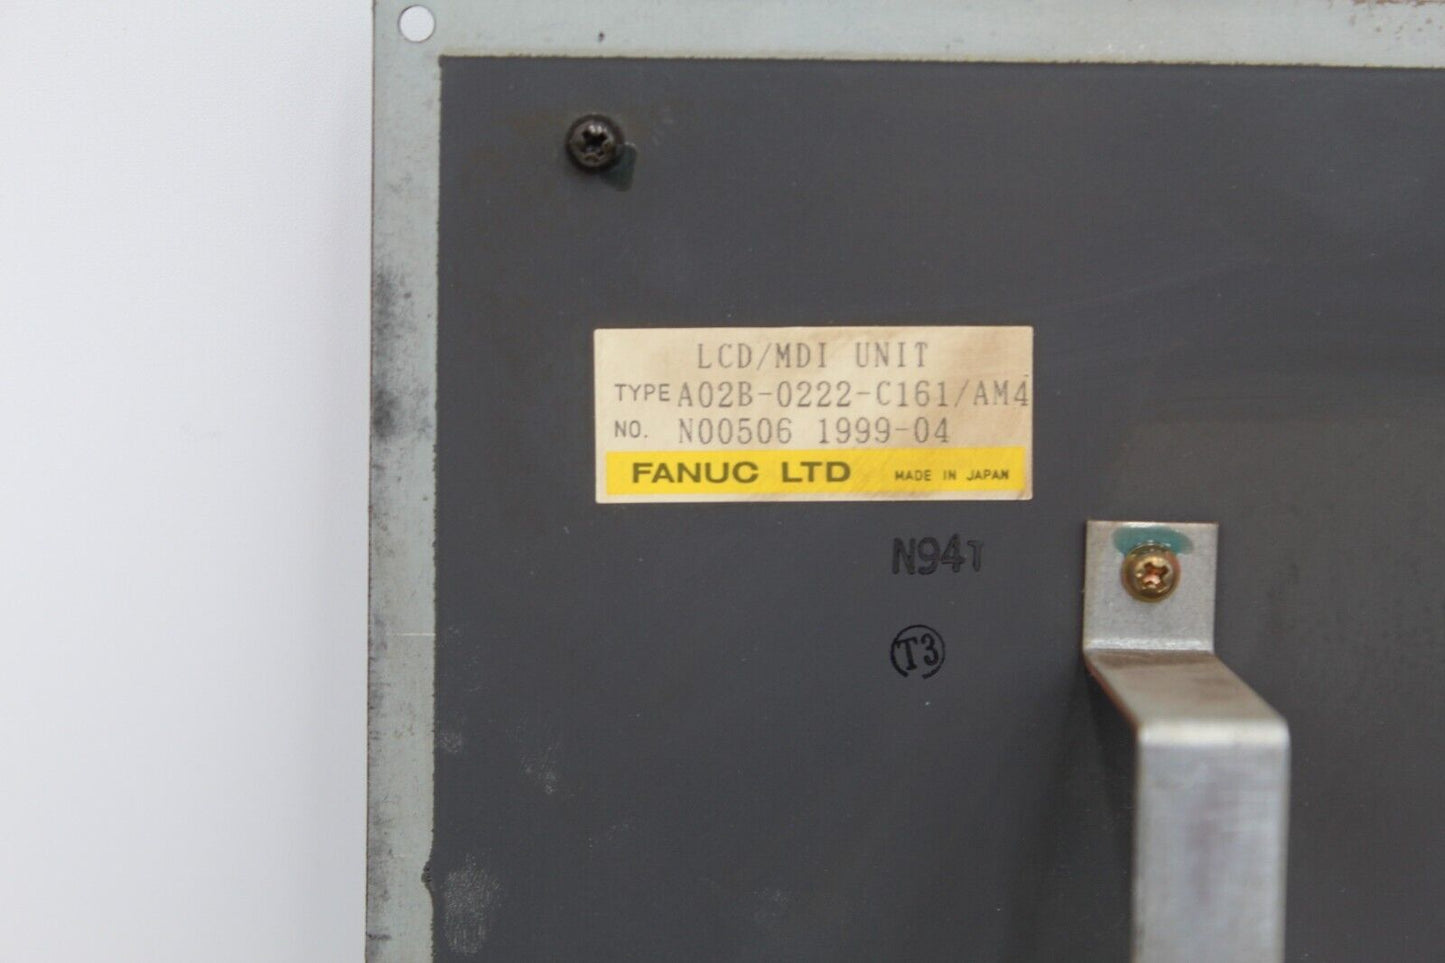 LCD/MDI UNIT
TYPE A02B-0222-C161/AM4
NO. N00506 1999-04
FANUC LTD MADE IN JAPAN
N94T
T3